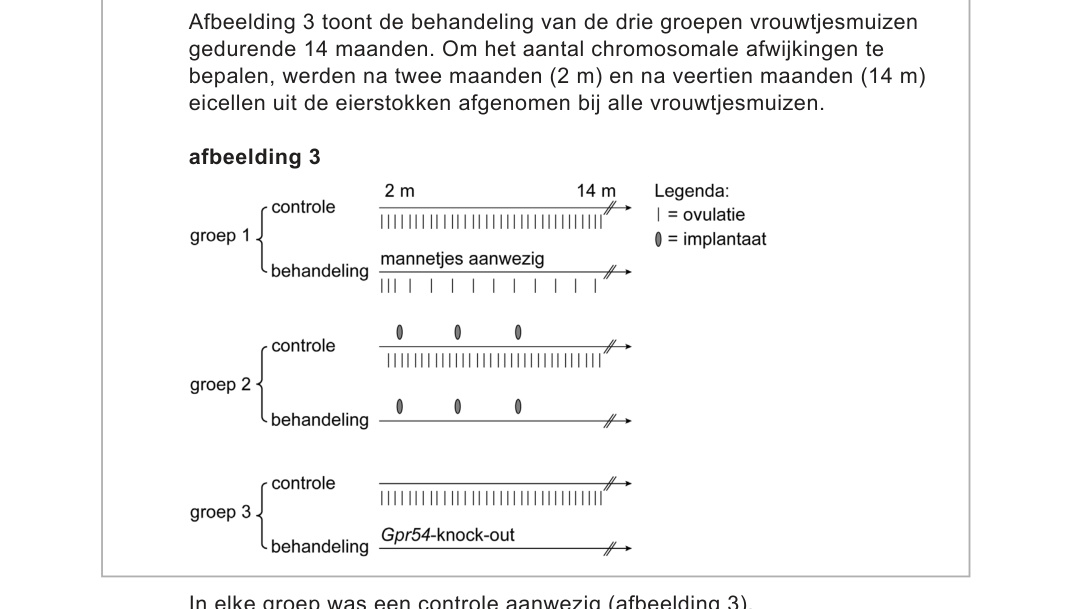 Afbeelding 3 toont de behandeling van de drie groepen vrouwtjesmuizen
gedurende 14 maanden. Om het aantal chromosomale afwijkingen te
bepalen, werden na twee maanden (2 m) en na veertien maanden (14 m)
eicellen uit de eierstokken afgenomen bij alle vrouwtjesmuizen.
afbeelding 3
2 m 14 m
Legenda:
| = ovulatie
= implantaat
groep 1
controle
behandeling
mannetjes aanwezig
groep 2
controle
behandeling
groep 3
controle
behandeling
Gpr54-knock-out
In elke groep was een controle aanwezig (afbeelding 3).